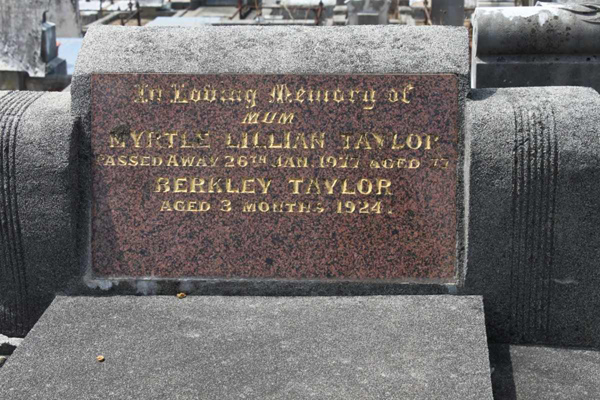 In Loving Memory of
MUM
MYRTLE LILLIAN TAYLOR
PASSED AWAY 26TH JAN. 1977 AGED
BERKLEY TAYLOR
AGED 3 MONTHS 1924.